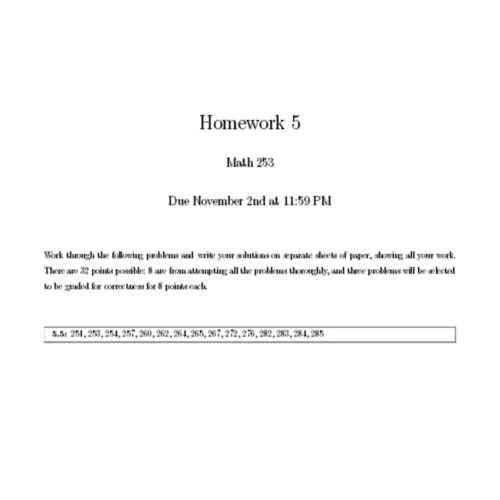 Homework 5
Math 253
Due November 2nd at 11:59 PM
Work through the following problems and write your solutions on separate sheets of paper, showing all your work.
There are 32 points possible: 8 are from attempting all the problems thoroughly, and three problems will be selected
to be graded for correctness for 8 points each.
5.5: 251, 253, 254, 257, 260, 262, 264, 265, 267, 272, 276, 282, 283, 284, 285